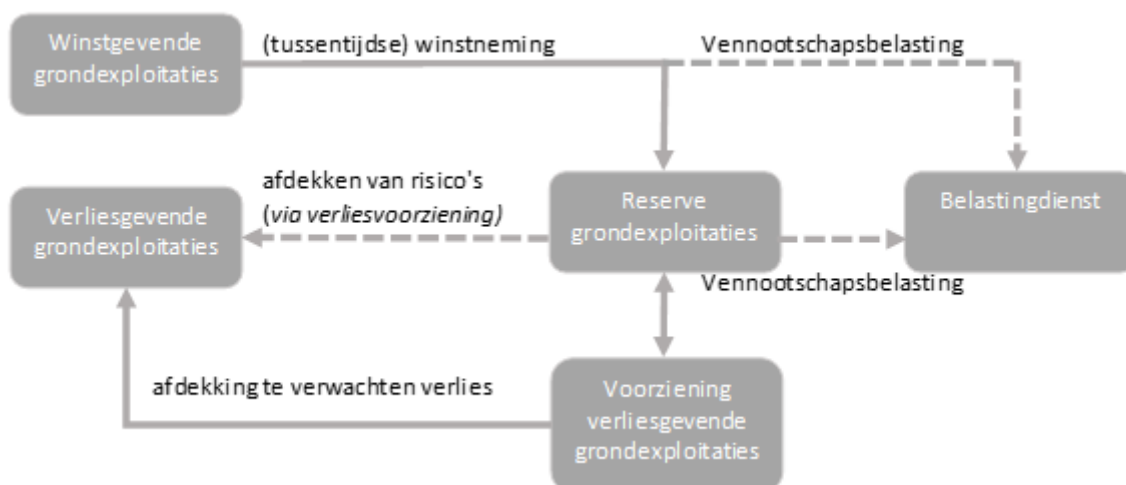 Winstgevende
grondexploitaties
(tussentijdse) winstneming
Vennootschapsbelasting
afdekken van risico's
(via verliesvoorziening)
Verliesgevende
grondexploitaties
Reserve
grondexploitaties
Belastingdienst
Vennootschapsbelasting
afdekking te verwachten verlies
Voorziening
verliesgevende
grondexploitaties